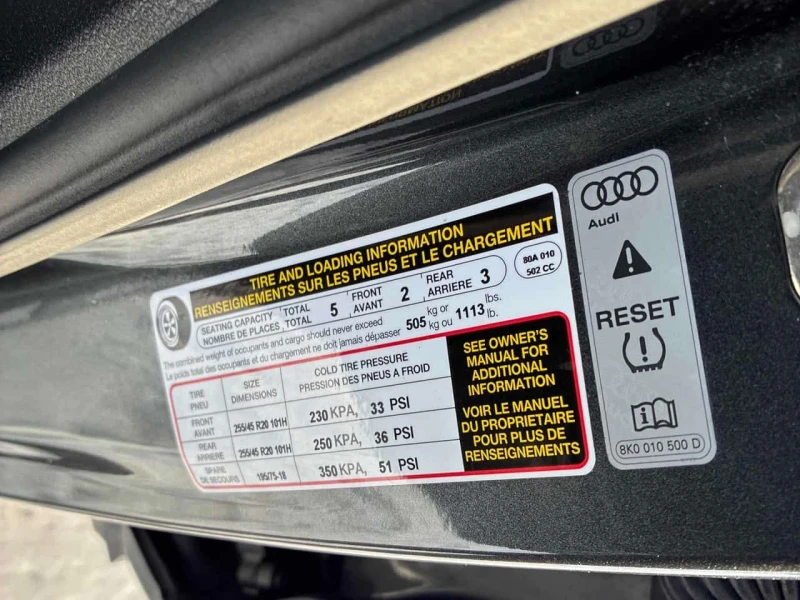 TIRE AND LOADING INFORMATION
RENSEIGNEMENTS SUR LES PNEUS ET LE CHARGEMENT
SEATING CAPACITY TOTAL 5 FRONT 2 REAR 3
NOMBRE DE PLACES, TOTAL AVANT ARRIERE
80A 010
502 CC
The combined weight of occupants and cargo should never exceed 505 kg or 1113 lbs.
Le poids total des occupants et du chargement ne doit jamais dépasser kg ou lb.
TIRE
PNEU
SIZE
DIMENSIONS
COLD TIRE PRESSURE
PRESSION DES PNEUS A FROID
FRONT
AVANT
255/45 R20 101H
230 KPA, 33 PSI
REAR
ARRIERE
255/45 R20 101H
250 KPA, 36 PSI
SPARE
DE SECOURS
195/75-18
350 KPA, 51 PSI
SEE OWNER'S
MANUAL FOR
ADDITIONAL
INFORMATION
VOIR LE MANUEL
DU PROPRIETAIRE
POUR PLUS DE
RENSEIGNEMENTS
Audi
RESET
8K0 010 500 D